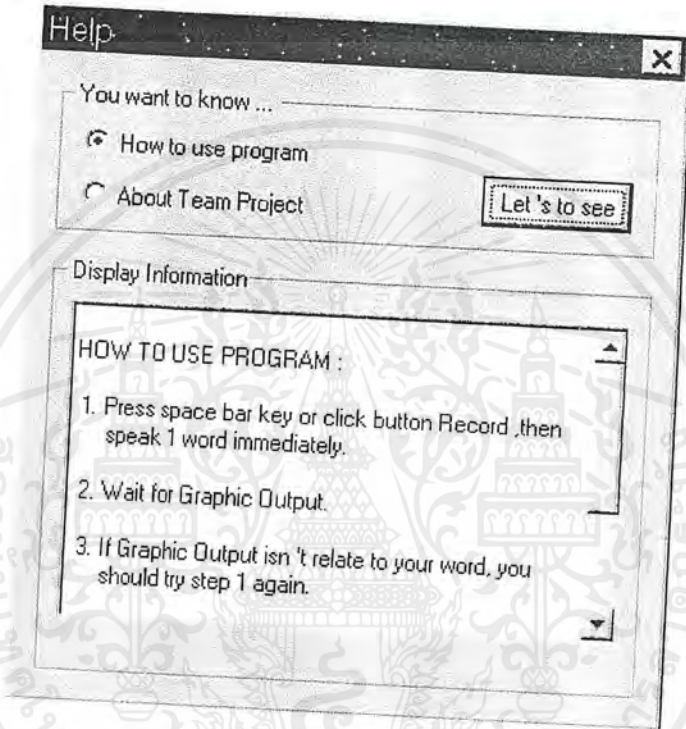 Help
You want to know ...
How to use program
About Team Project
Let 's to see
Display Information
HOW TO USE PROGRAM :
1. Press space bar key or click button Record ,then
speak 1 word immediately.
2. Wait for Graphic Output.
3. If Graphic Output isn 't relate to your word, you
should try step 1 again.